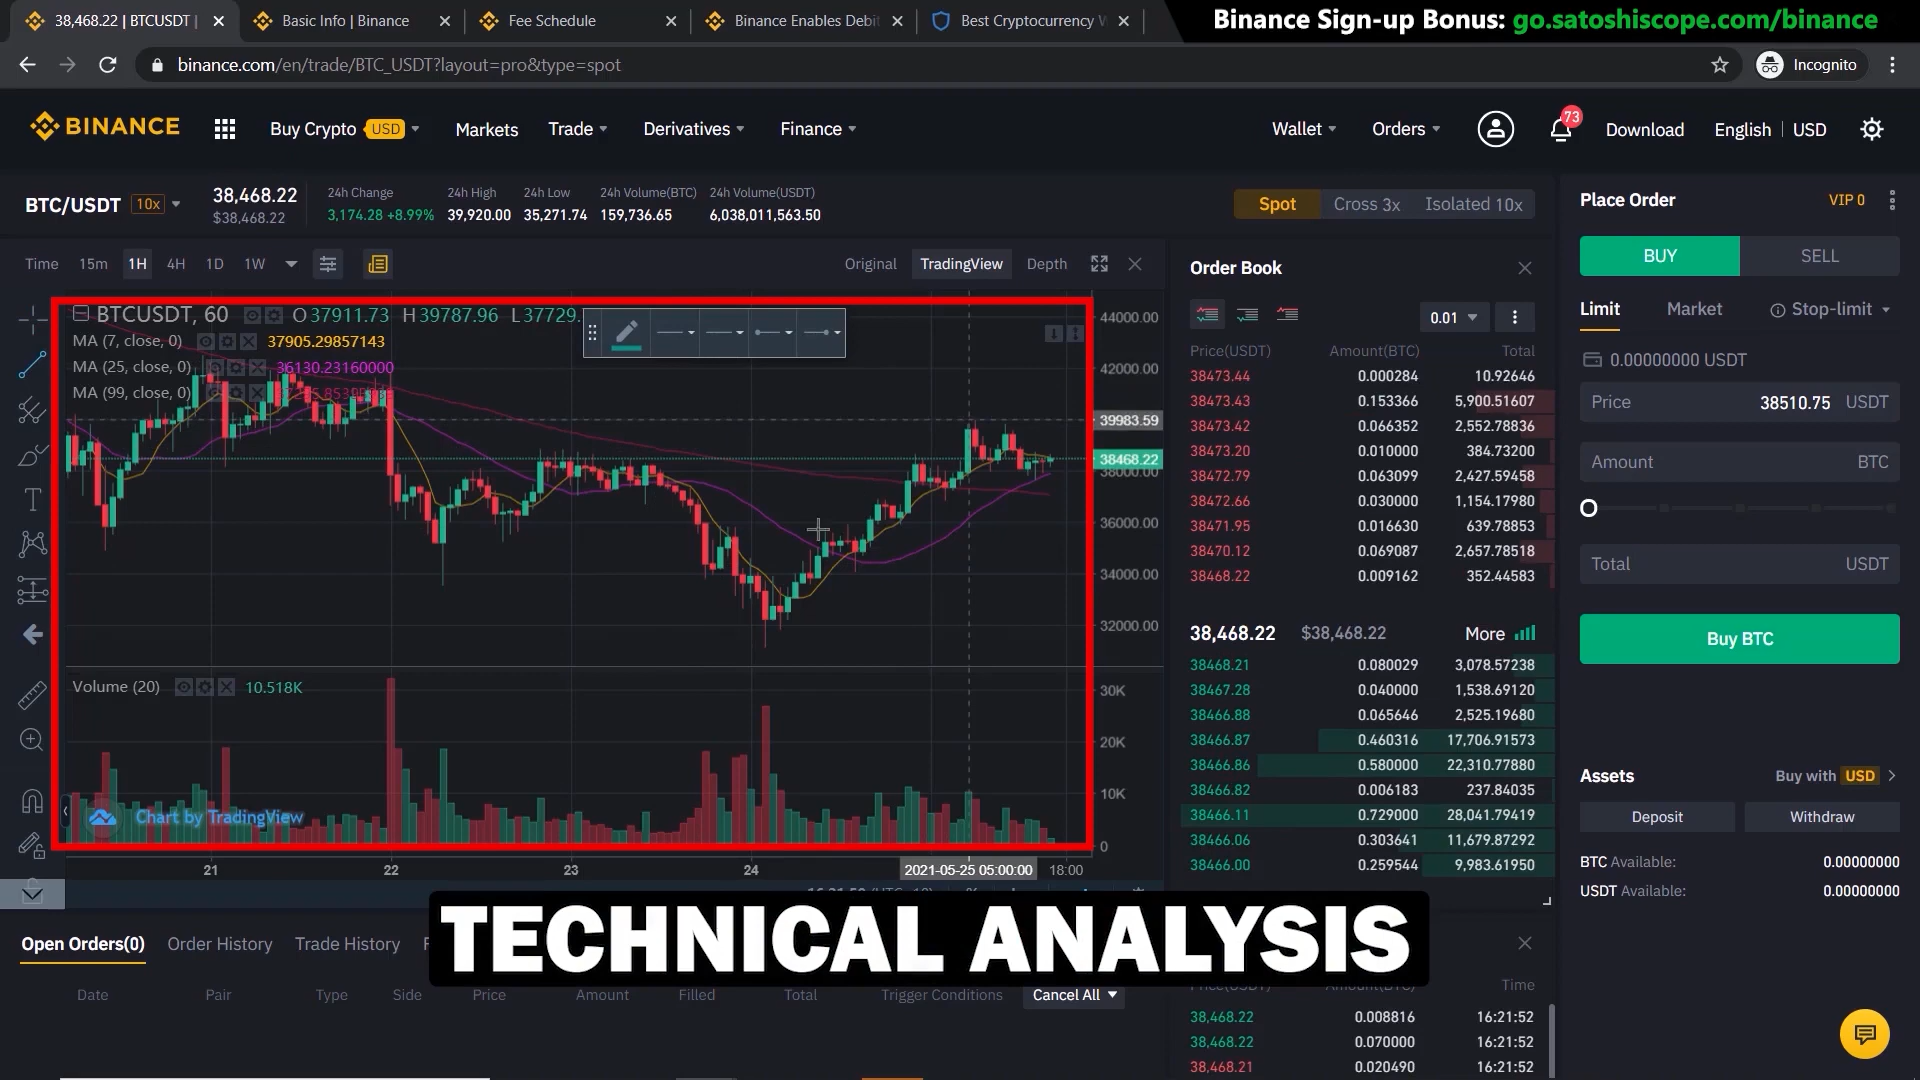 38,468.22 | BTCUSDT |
Basic Info | Binance
Fee Schedule
Binance Enables Debit
Best Cryptocurrency W
Binance Sign-up Bonus: go.satoshiscope.com/binance
binance.com/en/trade/BTC_USDT?layout=pro&type=spot
Incognito
BINANCE
Buy Crypto USD
Markets
Trade
Derivatives
Finance
Wallet
Orders
73
Download
English | USD
BTC/USDT 10x
38,468.22
$38,468.22
24h Change
3,174.28 +8.99%
24h High
39,920.00
24h Low
35,271.74
24h Volume(BTC)
159,736.65
24h Volume(USDT)
6,038,011,563.50
Spot
Cross 3x
Isolated 10x
Time 15m 1H 4H 1D 1W
Original TradingView Depth
BTCUSDT, 60 O 37911.73 H 39787.96 L 37729.
MA (7, close, 0) 37905.29857143
MA (25, close, 0) 36130.23160000
MA (99, close, 0)
44000.00
42000.00
39983.59
38468.22
38000.00
36000.00
34000.00
32000.00
Volume (20) 10.518K
30K
20K
10K
0
Chart by TradingView
21 22 23 24 2021-05-25 05:00:00 18:00
TECHNICAL ANALYSIS
Open Orders(0) Order History Trade History
Date Pair Type Side Price Amount Filled Total Trigger Conditions Cancel All
Order Book
0.01
Price(USDT) Amount(BTC) Total
38473.44 0.000284 10.92646
38473.43 0.153366 5,900.51607
38473.42 0.066352 2,552.78836
38473.20 0.010000 384.73200
38472.79 0.063099 2,427.59458
38472.66 0.030000 1,154.17980
38471.95 0.016630 639.78853
38470.12 0.069087 2,657.78518
38468.22 0.009162 352.44583
38,468.22 $38,468.22 More
38468.21 0.080029 3,078.57238
38467.28 0.040000 1,538.69120
38466.88 0.065646 2,525.19680
38466.87 0.460316 17,706.91573
38466.86 0.580000 22,310.77880
38466.82 0.006183 237.84035
38466.11 0.729000 28,041.79419
38466.06 0.303641 11,679.87292
38466.00 0.259544 9,983.61950
Time
38,468.22 0.008816 16:21:52
38,468.22 0.070000 16:21:52
38,468.21 0.020490 16:21:52
Place Order
VIP 0
BUY
SELL
Limit
Market
Stop-limit
0.00000000 USDT
Price 38510.75 USDT
Amount BTC
Total USDT
Buy BTC
Assets
Buy with USD
Deposit
Withdraw
BTC Available: 0.00000000
USDT Available: 0.00000000